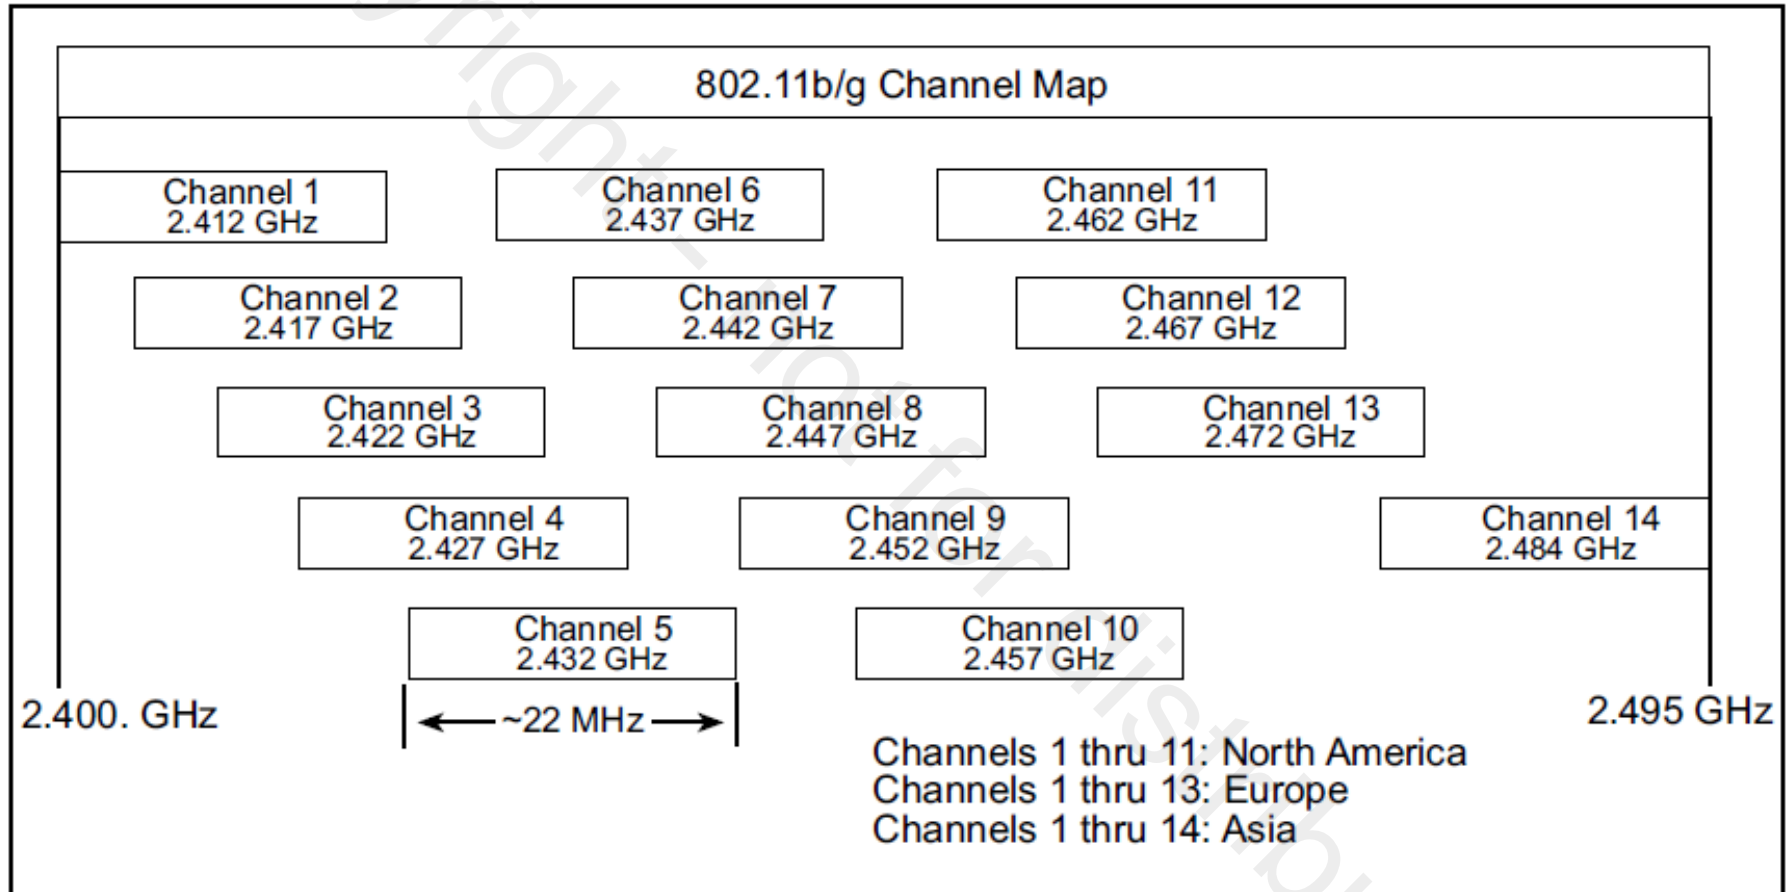 802.11b/g Channel Map
Channel 1
2.412 GHz
Channel 6
2.437 GHz
Channel 11
2.462 GHz
Channel 2
2.417 GHz
Channel 7
2.442 GHz
Channel 12
2.467 GHz
Channel 3
2.422 GHz
Channel 8
2.447 GHz
Channel 13
2.472 GHz
Channel 4
2.427 GHz
Channel 9
2.452 GHz
Channel 14
2.484 GHz
Channel 5
2.432 GHz
Channel 10
2.457 GHz
2.400. GHz
~22 MHz
2.495 GHz
Channels 1 thru 11: North America
Channels 1 thru 13: Europe
Channels 1 thru 14: Asia
yright - not for distrib